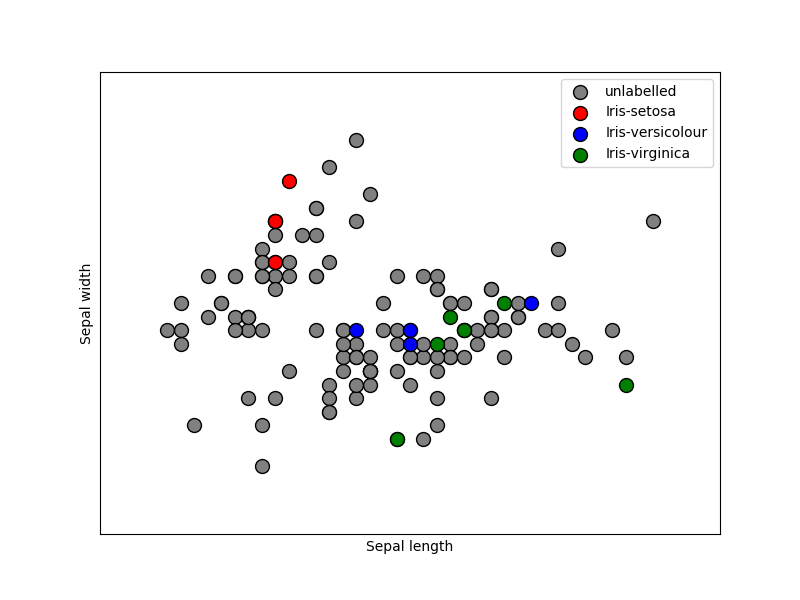 unlabelled
Iris-setosa
Iris-versicolour
Iris-virginica
Sepal width
Sepal length